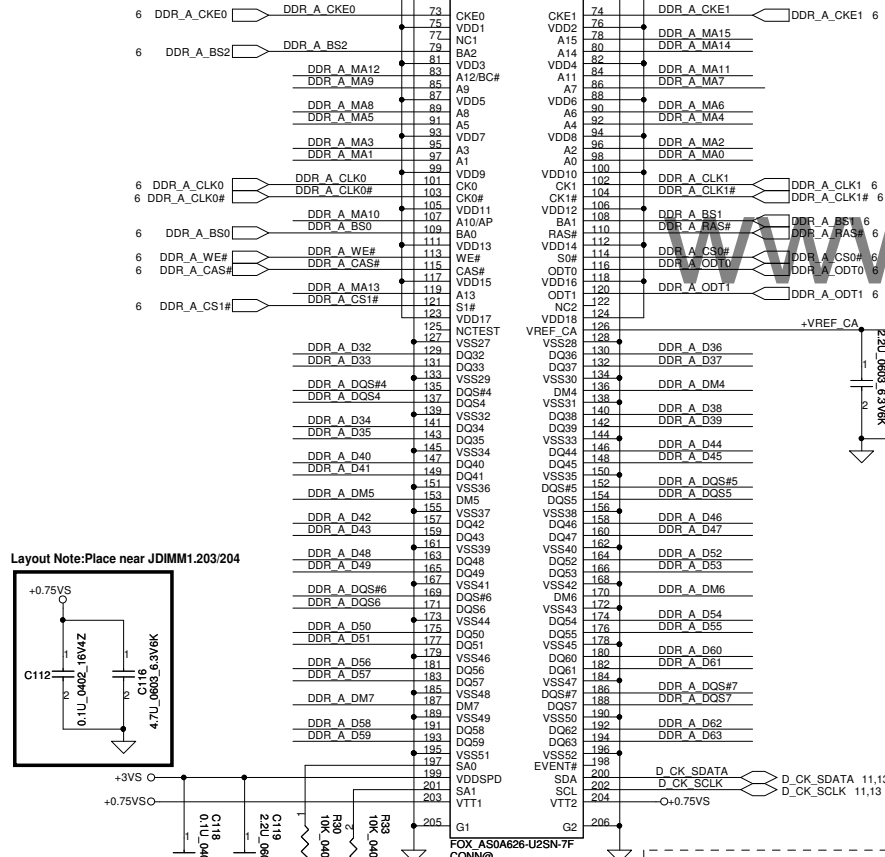 6 DDR_A_CKE0 DDR_A_CKE0 73 CKE0 CKE1 74 DDR_A_CKE1 DDR_A_CKE1 6
75 VDD1 VDD2 76
77 NC1 A15 78 DDR_A_MA15
6 DDR_A_BS2 DDR_A_BS2 79 BA2 A14 80 DDR_A_MA14
81 VDD3 VDD4 82
DDR_A_MA12 83 A12/BC# A11 84 DDR_A_MA11
DDR_A_MA9 85 A9 A7 86 DDR_A_MA7
87 VDD5 VDD6 88
DDR_A_MA8 89 A8 A6 90 DDR_A_MA6
DDR_A_MA5 91 A5 A4 92 DDR_A_MA4
93 VDD7 VDD8 94
DDR_A_MA3 95 A3 A2 96 DDR_A_MA2
DDR_A_MA1 97 A1 A0 98 DDR_A_MA0
99 VDD9 VDD10 100
6 DDR_A_CLK0 DDR_A_CLK0 101 CK0 CK1 102 DDR_A_CLK1 DDR_A_CLK1 6
6 DDR_A_CLK0# DDR_A_CLK0# 103 CK0# CK1# 104 DDR_A_CLK1# DDR_A_CLK1# 6
105 VDD11 VDD12 106
DDR_A_MA10 107 A10/AP BA1 108 DDR_A_BS1 DDR_A_BS1 6
6 DDR_A_BS0 DDR_A_BS0 109 BA0 RAS# 110 DDR_A_RAS# DDR_A_RAS# 6
111 VDD13 VDD14 112
6 DDR_A_WE# DDR_A_WE# 113 WE# S0# 114 DDR_A_CS0# DDR_A_CS0# 6
6 DDR_A_CAS# DDR_A_CAS# 115 CAS# ODT0 116 DDR_A_ODT0 DDR_A_ODT0 6
117 VDD15 VDD16 118
DDR_A_MA13 119 A13 ODT1 120 DDR_A_ODT1 DDR_A_ODT1 6
6 DDR_A_CS1# DDR_A_CS1# 121 S1# NC2 122
123 VDD17 VDD18 124
125 NCTEST VREF_CA 126 +VREF_CA
127 VSS27 VSS28 128
DDR_A_D32 129 DQ32 DQ36 130 DDR_A_D36
DDR_A_D33 131 DQ33 DQ37 132 DDR_A_D37
133 VSS29 VSS30 134
DDR_A_DQS#4 135 DQS#4 DM4 136 DDR_A_DM4
DDR_A_DQS4 137 DQS4 VSS31 138
139 VSS32 DQ38 140 DDR_A_D38
DDR_A_D34 141 DQ34 DQ39 142 DDR_A_D39
DDR_A_D35 143 DQ35 VSS33 144
145 VSS34 DQ44 146 DDR_A_D44
DDR_A_D40 147 DQ40 DQ45 148 DDR_A_D45
DDR_A_D41 149 DQ41 VSS35 150
151 VSS36 DQS#5 152 DDR_A_DQS#5
DDR_A_DM5 153 DM5 DQS5 154 DDR_A_DQS5
155 VSS37 VSS38 156
DDR_A_D42 157 DQ42 DQ46 158 DDR_A_D46
DDR_A_D43 159 DQ43 DQ47 160 DDR_A_D47
161 VSS39 VSS40 162
DDR_A_D48 163 DQ48 DQ52 164 DDR_A_D52
DDR_A_D49 165 DQ49 DQ53 166 DDR_A_D53
167 VSS41 VSS42 168
DDR_A_DQS#6 169 DQS#6 DM6 170 DDR_A_DM6
DDR_A_DQS6 171 DQS6 VSS43 172
173 VSS44 DQ54 174 DDR_A_D54
DDR_A_D50 175 DQ50 DQ55 176 DDR_A_D55
DDR_A_D51 177 DQ51 VSS45 178
179 VSS46 DQ60 180 DDR_A_D60
DDR_A_D56 181 DQ56 DQ61 182 DDR_A_D61
DDR_A_D57 183 DQ57 VSS47 184
185 VSS48 DQS#7 186 DDR_A_DQS#7
DDR_A_DM7 187 DM7 DQS7 188 DDR_A_DQS7
189 VSS49 VSS50 190
DDR_A_D58 191 DQ58 DQ62 192 DDR_A_D62
DDR_A_D59 193 DQ59 DQ63 194 DDR_A_D63
195 VSS51 VSS52 196
197 SA0 EVENT# 198
+3VS 199 VDDSPD SDA 200 D_CK_SDATA D_CK_SDATA 11,13
201 SA1 SCL 202 D_CK_SCLK D_CK_SCLK 11,13
+0.75VS 203 VTT1 VTT2 204 +0.75VS
205 G1 G2 206
FOX_AS0A626-U2SN-7F
CONN@
Layout Note:Place near JDIMM1.203/204
+0.75VS
C112 1 2 0.1U_0402_16V4Z
1 2 C116 4.7U_0603_6.3V6K
1 2 2.2U_0603_6.3V6K
1 C118
1 C119
1 R30
2 R33
WWW